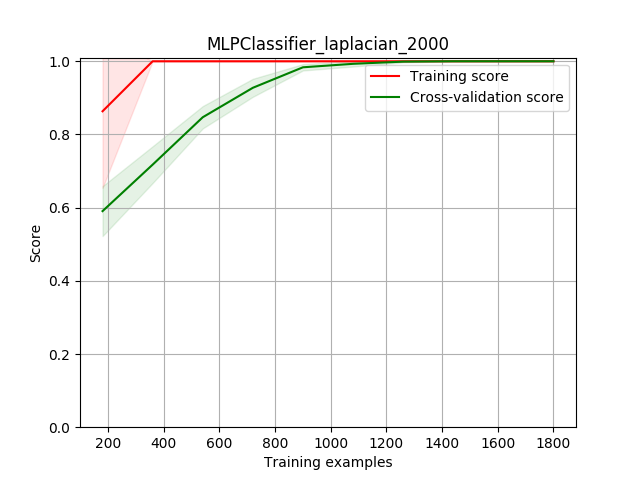 MLPClassifier_laplacian_2000
1.0
0.8
0.6
0.4
0.2
0.0
Score
Training score
Cross-validation score
200 400 600 800 1000 1200 1400 1600 1800
Training examples